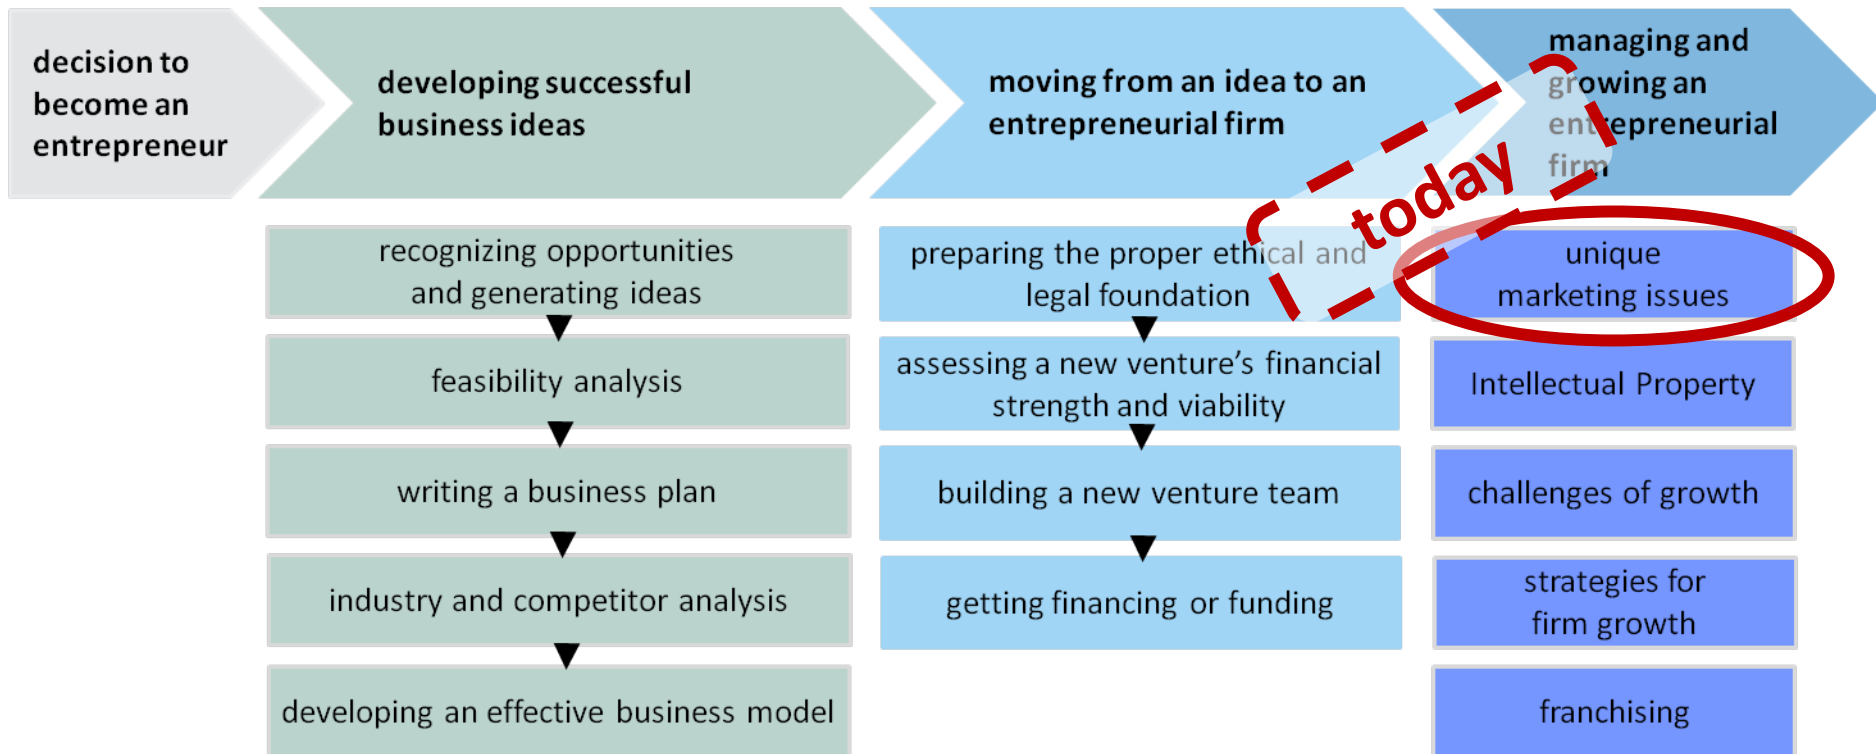 decision to
become an
entrepreneur
developing successful
business ideas
moving from an idea to an
entrepreneurial firm
managing and
growing an
entrepreneurial
firm
today
recognizing opportunities
and generating ideas
feasibility analysis
writing a business plan
industry and competitor analysis
developing an effective business model
preparing the proper ethical and
legal foundation
assessing a new venture’s financial
strength and viability
building a new venture team
getting financing or funding
unique
marketing issues
Intellectual Property
challenges of growth
strategies for
firm growth
franchising